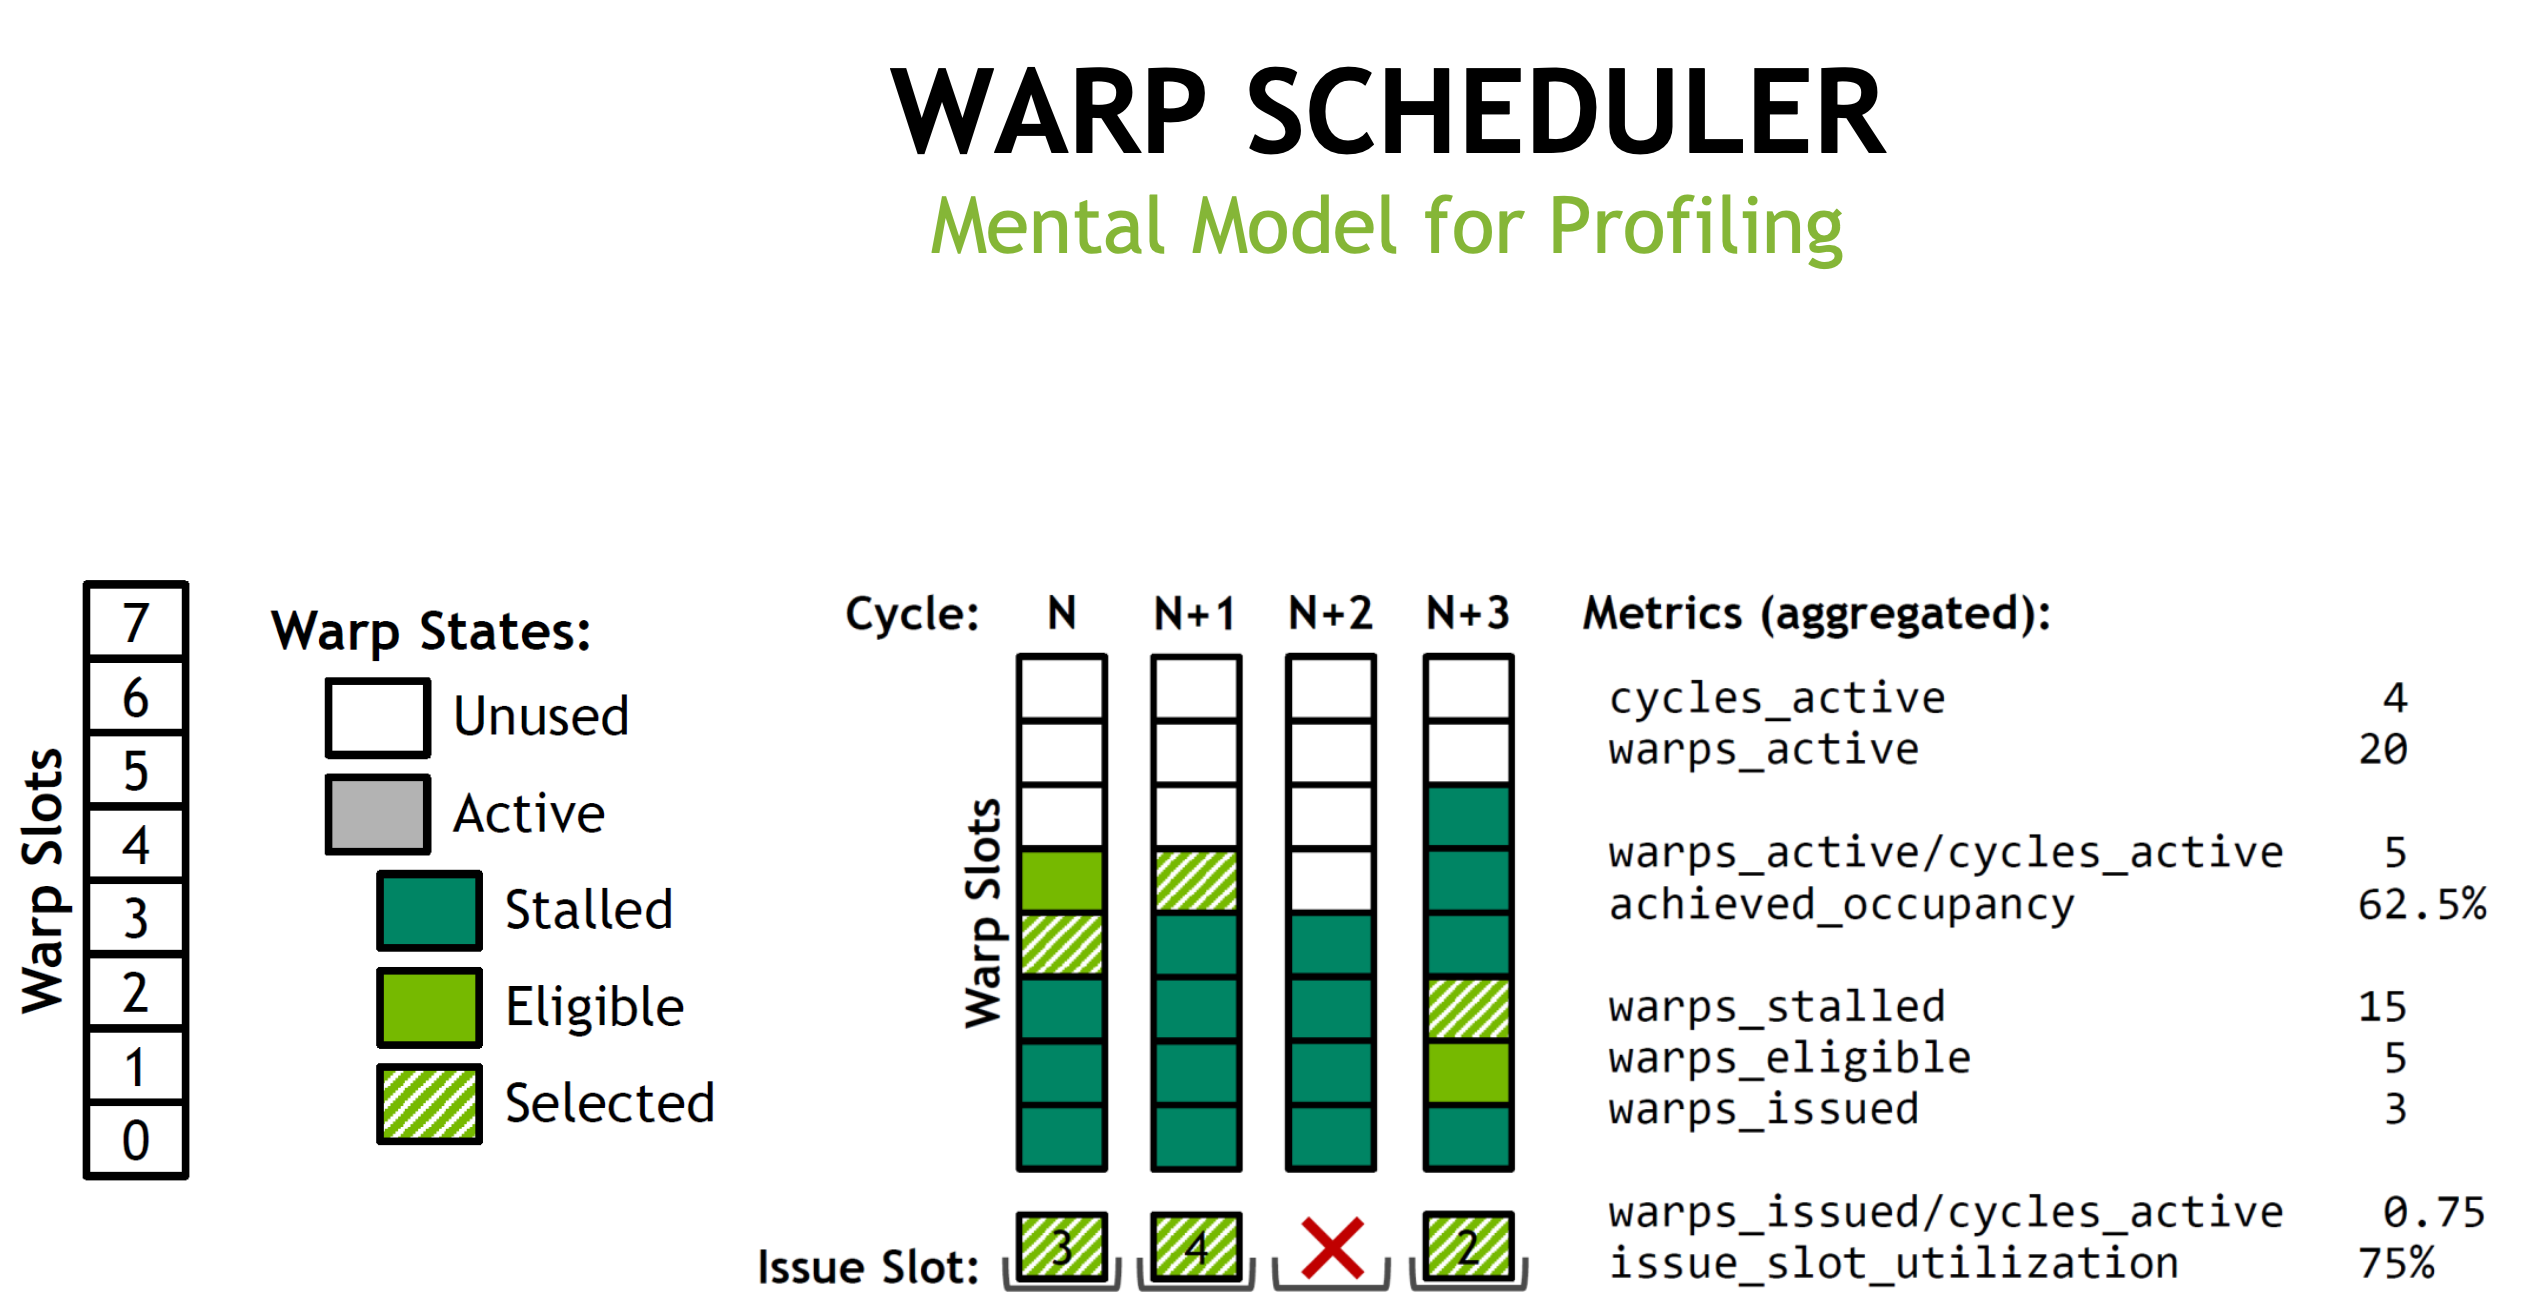 WARP SCHEDULER
Mental Model for Profiling
Warp Slots
7
6
5
4
3
2
1
0
Warp States:
Unused
Active
Stalled
Eligible
Selected
Cycle: N N+1 N+2 N+3
Warp Slots
Issue Slot: 3 4 2
Metrics (aggregated):
cycles_active 4
warps_active 20
warps_active/cycles_active 5
achieved_occupancy 62.5%
warps_stalled 15
warps_eligible 5
warps_issued 3
warps_issued/cycles_active 0.75
issue_slot_utilization 75%